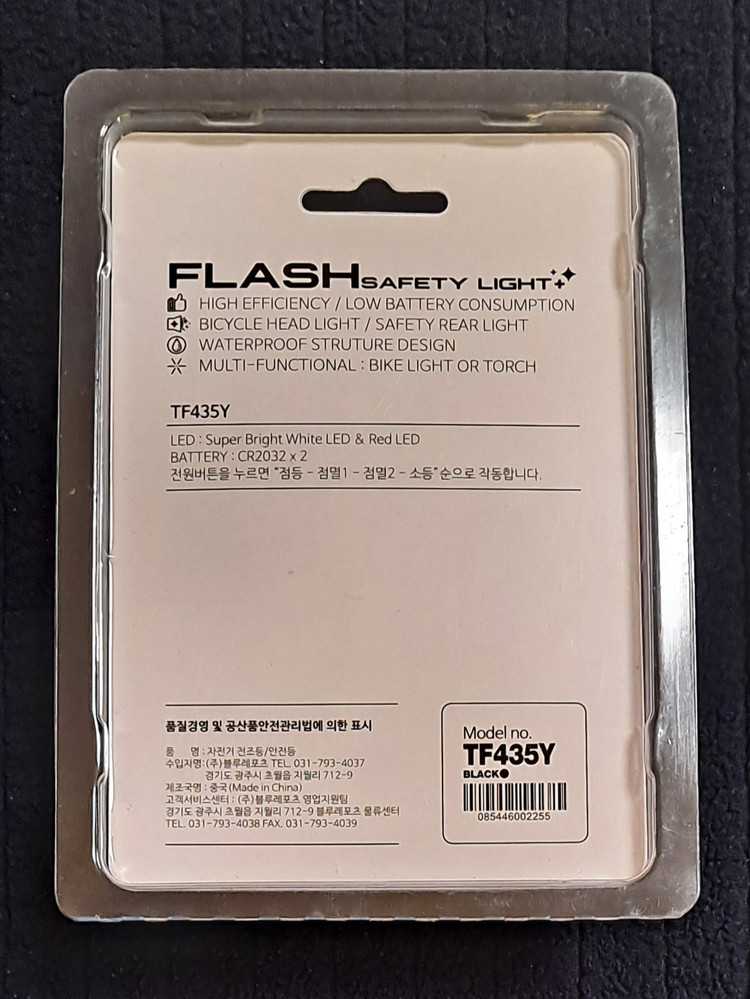 FLASH SAFETY LIGHT
HIGH EFFICIENCY / LOW BATTERY CONSUMPTION
BICYCLE HEAD LIGHT / SAFETY REAR LIGHT
WATERPROOF STRUTURE DESIGN
MULTI-FUNCTIONAL : BIKE LIGHT OR TORCH
TF435Y
LED : Super Bright White LED & Red LED
BATTERY : CR2032 x 2
전원버튼을 누르면 "점등 - 점멸1 - 점멸2 - 소등"순으로 작동합니다.
품질경영 및 공산품안전관리법에 의한 표시
품 명 : 자전거 전조등/안전등
수입자명: (주)블루레포츠 TEL. 031-793-4037
경기도 광주시 초월읍 지월리 712-9
제조국명 : 중국(Made in China)
고객서비스센터 : (주)블루레포츠 영업지원팀
경기도 광주시 초월읍 지월리 712-9 블루레포츠 물류센터
TEL. 031-793-4038 FAX. 031-793-4039
Model no.
TF435Y
BLACK
085446002255